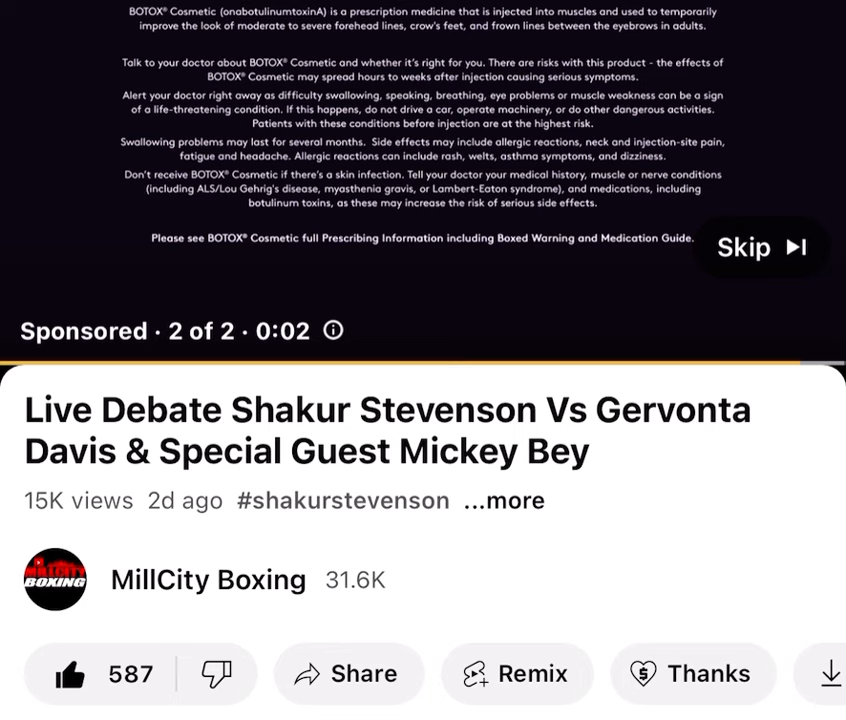 BOTOX® Cosmetic (onabotulinumtoxinA) is a prescription medicine that is injected into muscles and used to temporarily
improve the look of moderate to severe forehead lines, crow's feet, and frown lines between the eyebrows in adults.
Talk to your doctor about BOTOX® Cosmetic and whether it's right for you. There are risks with this product - the effects of
BOTOX® Cosmetic may spread hours to weeks after injection causing serious symptoms.
Alert your doctor right away as difficulty swallowing, speaking, breathing, eye problems or muscle weakness can be a sign
of a life-threatening condition. If this happens, do not drive a car, operate machinery, or do other dangerous activities.
Patients with these conditions before injection are at the highest risk.
Swallowing problems may last for several months. Side effects may include allergic reactions, neck and injection-site pain,
fatigue and headache. Allergic reactions can include rash, welts, asthma symptoms, and dizziness.
Don't receive BOTOX® Cosmetic if there's a skin infection. Tell your doctor your medical history, muscle or nerve conditions
(including ALS/Lou Gehrig's disease, myasthenia gravis, or Lambert-Eaton syndrome), and medications, including
botulinum toxins, as these may increase the risk of serious side effects.
Please see BOTOX® Cosmetic full Prescribing Information including Boxed Warning and Medication Guide.
Skip
Sponsored · 2 of 2 · 0:02
Live Debate Shakur Stevenson Vs Gervonta
Davis & Special Guest Mickey Bey
15K views 2d ago #shakurstevenson ...more
MILLCITY
BOXING
MillCity Boxing 31.6K
587
Share
Remix
Thanks